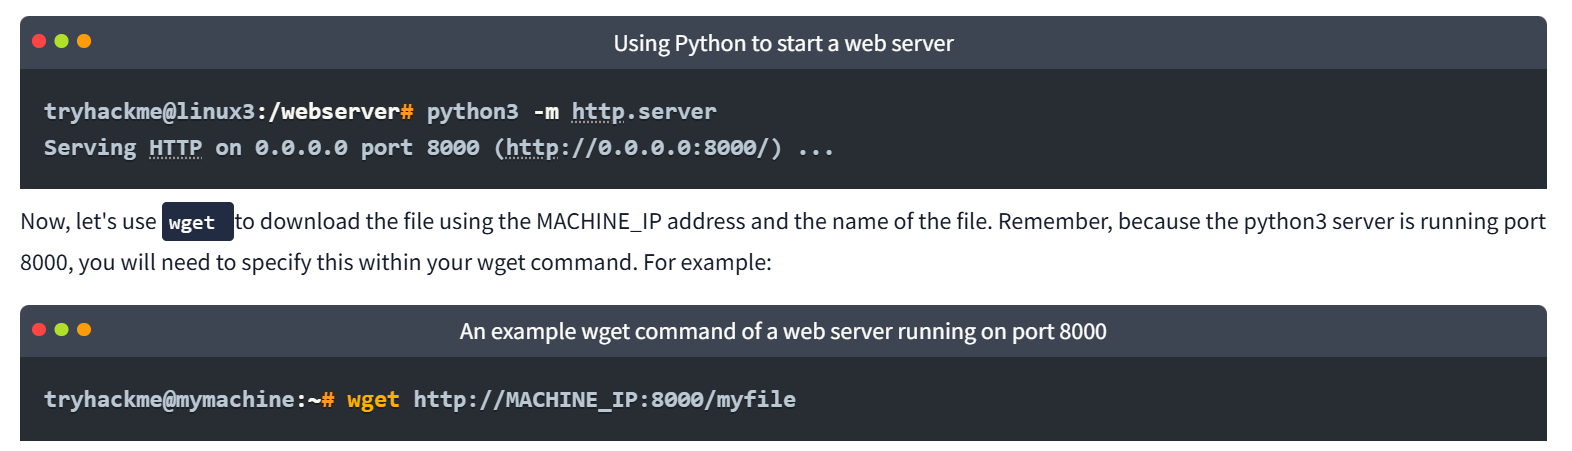 Using Python to start a web server
tryhackme@linux3:/webserver# python3 -m http.server
Serving HTTP on 0.0.0.0 port 8000 (http://0.0.0.0:8000/) ...
Now, let's use wget to download the file using the MACHINE_IP address and the name of the file. Remember, because the python3 server is running port
8000, you will need to specify this within your wget command. For example:
An example wget command of a web server running on port 8000
tryhackme@mymachine:~# wget http://MACHINE_IP:8000/myfile